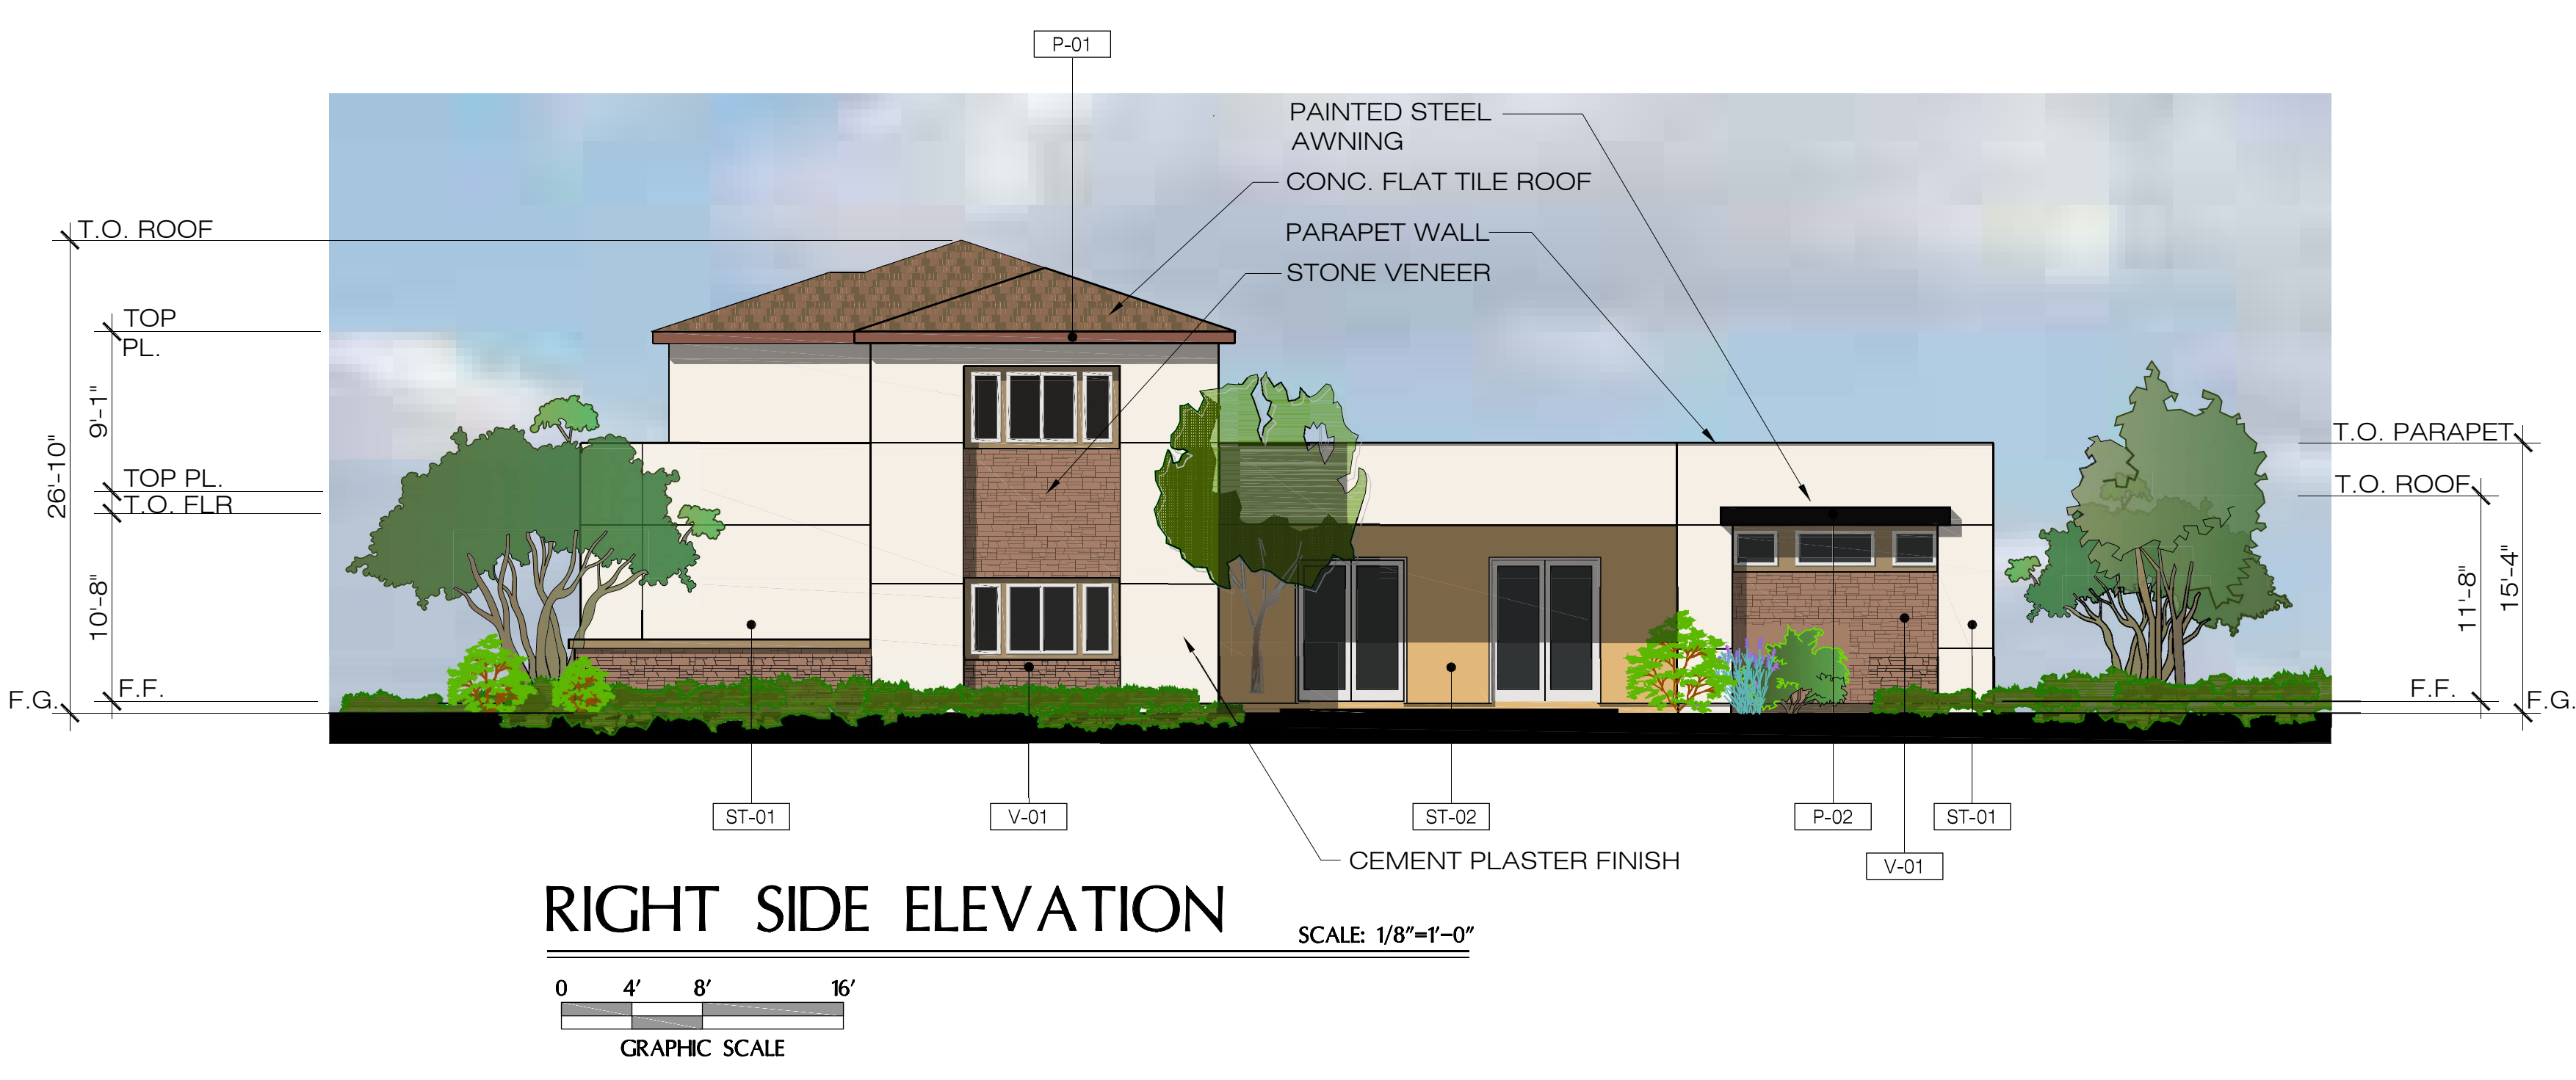 P-01
PAINTED STEEL
AWNING
CONC. FLAT TILE ROOF
PARAPET WALL
STONE VENEER
T.O. ROOF
TOP
PL.
9'-1"
26'-10"
TOP PL.
T.O. FLR
10'-8"
F.F.
F.G.
T.O. PARAPET
T.O. ROOF
15'-4"
11'-8"
F.F.
F.G.
ST-01
V-01
ST-02
P-02
ST-01
V-01
CEMENT PLASTER FINISH
RIGHT SIDE ELEVATION
SCALE: 1/8"=1'-0"
0 4' 8' 16'
GRAPHIC SCALE